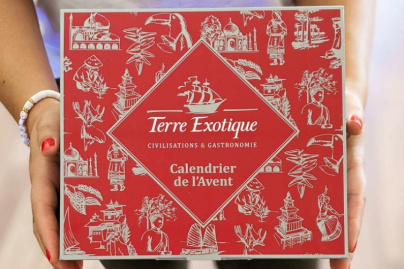 Terre Exotique
CIVILISATIONS & GASTRONOMIE
Calendrier
de l'Avent